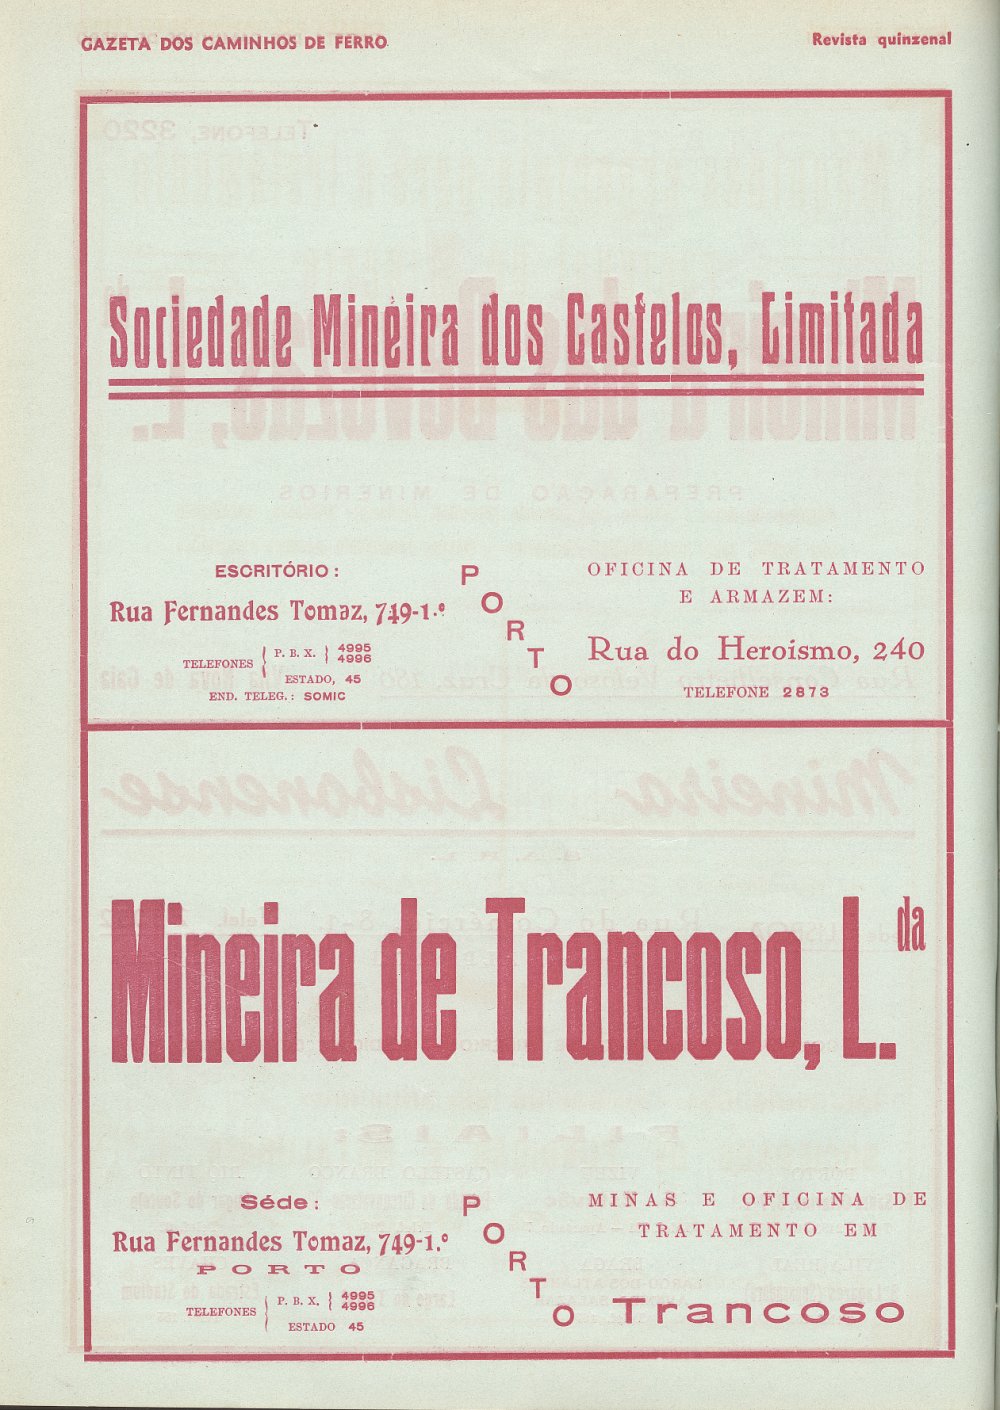 GAZETA DOS CAMINHOS DE FERRO
Revista quinzenal
Sociedade Mineira dos Castelos, Limitada
ESCRITÓRIO:
Rua Fernandes Tomaz, 749-1.º
TELEFONES { P. B. X. } 4995
4996
ESTADO, 45
END. TELEG.: SOMIC
PORTO
OFICINA DE TRATAMENTO
E ARMAZEM:
Rua do Heroismo, 240
TELEFONE 2873
Mineira de Trancoso, L.da
Séde:
Rua Fernandes Tomaz, 749-1.º
PORTO
TELEFONES { P. B. X. } 4995
4996
ESTADO 45
PORTO
MINAS E OFICINA DE
TRATAMENTO EM
Trancoso